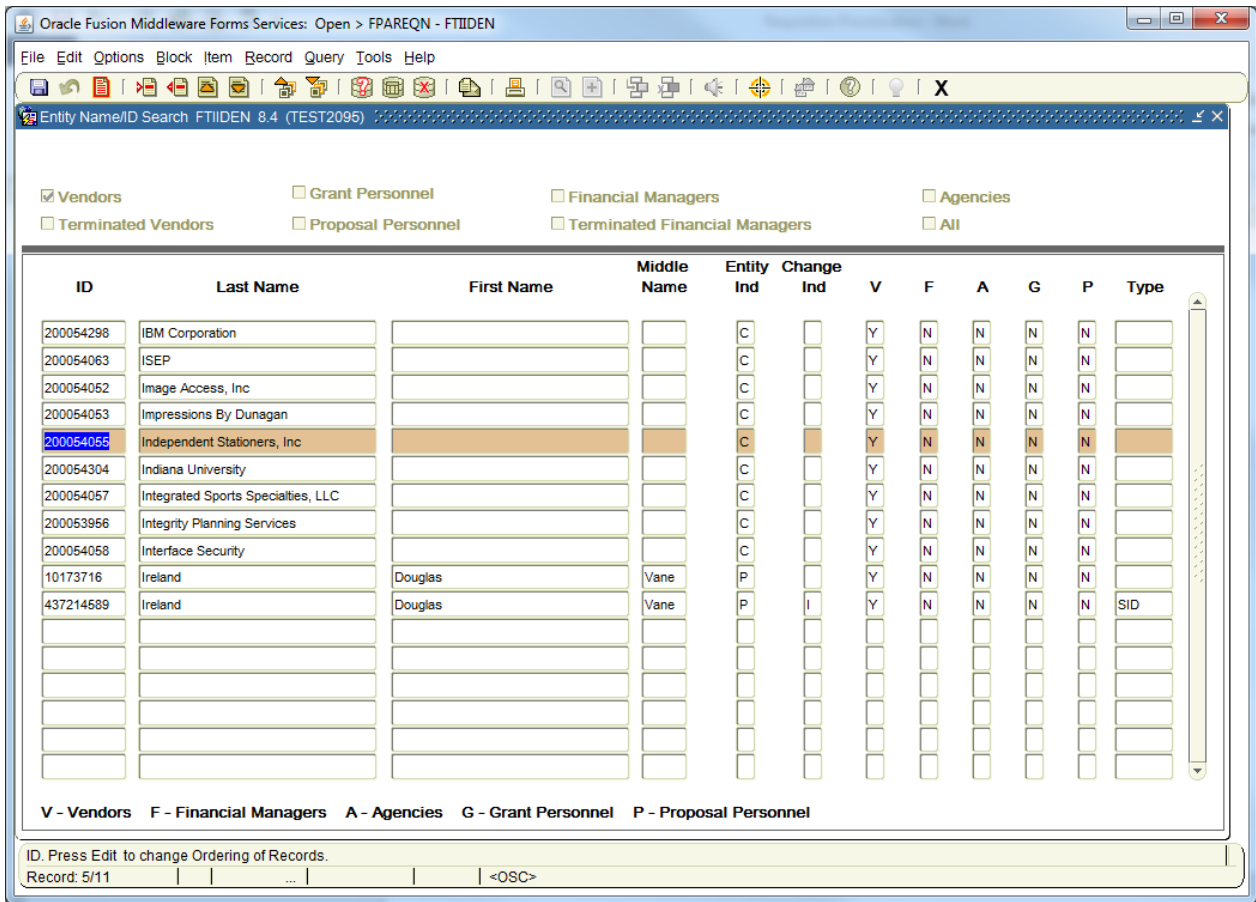 Oracle Fusion Middleware Forms Services: Open > FPAREQN - FTIIDEN
File Edit Options Block Item Record Query Tools Help
X
Entity Name/ID Search FTIIDEN 8.4 (TEST2095)
Vendors Grant Personnel Financial Managers Agencies
Terminated Vendors Proposal Personnel Terminated Financial Managers All
Middle Entity Change
ID Last Name First Name Name Ind Ind V F A G P Type
200054298 IBM Corporation C Y N N N N
200054063 ISEP C Y N N N N
200054052 Image Access, Inc C Y N N N N
200054053 Impressions By Dunagan C Y N N N N
200054055 Independent Stationers, Inc C Y N N N N
200054304 Indiana University C Y N N N N
200054057 Integrated Sports Specialties, LLC C Y N N N N
200053956 Integrity Planning Services C Y N N N N
200054058 Interface Security C Y N N N N
10173716 Ireland Douglas Vane P Y N N N N
437214589 Ireland Douglas Vane P I Y N N N N SID
V - Vendors F - Financial Managers A - Agencies G - Grant Personnel P - Proposal Personnel
ID. Press Edit to change Ordering of Records.
Record: 5/11 ... <OSC>